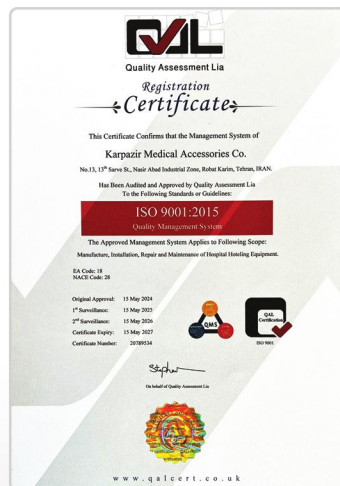 QAL
Quality Assessment Lia
Registration
Certificate
This Certificate Confirms that the Management System of
Karpazir Medical Accessories Co.
No.13, 13th Sarve St., Nasir Abad Industrial Zone, Robat Karim, Tehran, IRAN.
Has Been Audited and Approved by Quality Assessment Lia
To the Following Standards or Guidelines:
ISO 9001:2015
Quality Management System
The Approved Management System Applies to Following Scope:
Manufacture, Installation, Repair and Maintenance of Hospital Hoteling Equipment.
EA Code: 18
NACE Code: 28
Original Approval: 15 May 2024
1st Surveillance: 15 May 2025
2nd Surveillance: 15 May 2026
Certificate Expiry: 15 May 2027
Certificate Number: 20789534
QMS
QAL
Certification
ISO 9001
Stephen
On behalf of Quality Assessment Lia
www.qalcert.co.uk